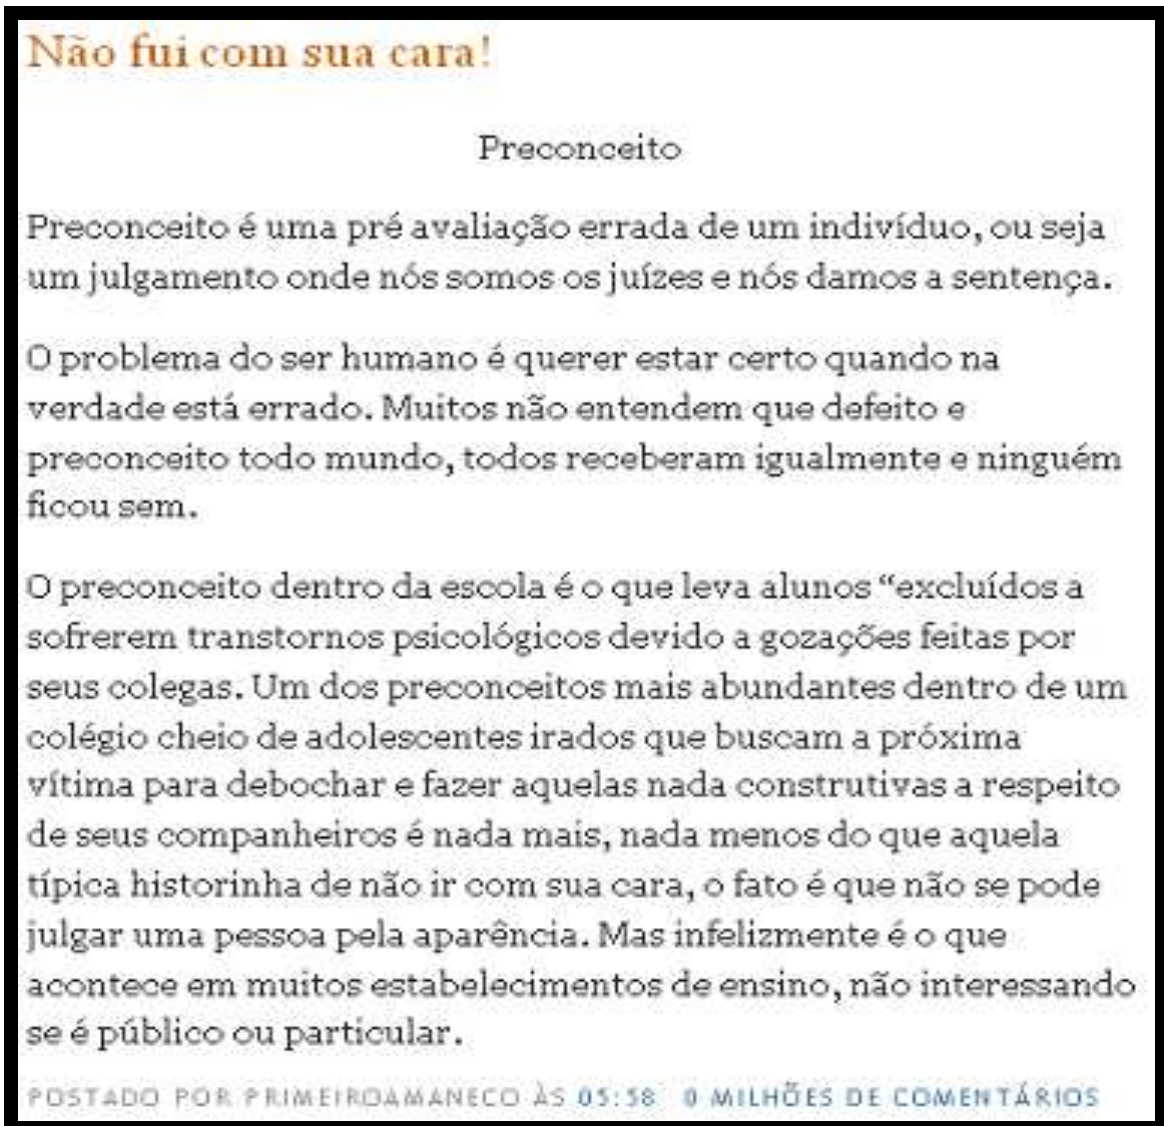 Não fui com sua cara!
Preconceito
Preconceito é uma pré avaliação errada de um indivíduo, ou seja
um julgamento onde nós somos os juízes e nós damos a sentença.
O problema do ser humano é querer estar certo quando na
verdade está errado. Muitos não entendem que defeito e
preconceito todo mundo, todos receberam igualmente e ninguém
ficou sem.
O preconceito dentro da escola é o que leva alunos “excluídos a
sofrerem transtornos psicológicos devido a gozações feitas por
seus colegas. Um dos preconceitos mais abundantes dentro de um
colégio cheio de adolescentes irados que buscam a próxima
vítima para debochar e fazer aquelas nada construtivas a respeito
de seus companheiros é nada mais, nada menos do que aquela
típica historinha de não ir com sua cara, o fato é que não se pode
julgar uma pessoa pela aparência. Mas infelizmente é o que
acontece em muitos estabelecimentos de ensino, não interessando
se é público ou particular.
POSTADO POR PRIMEIROAMANECO ÀS 05:58 0 MILHÕES DE COMENTÁRIOS